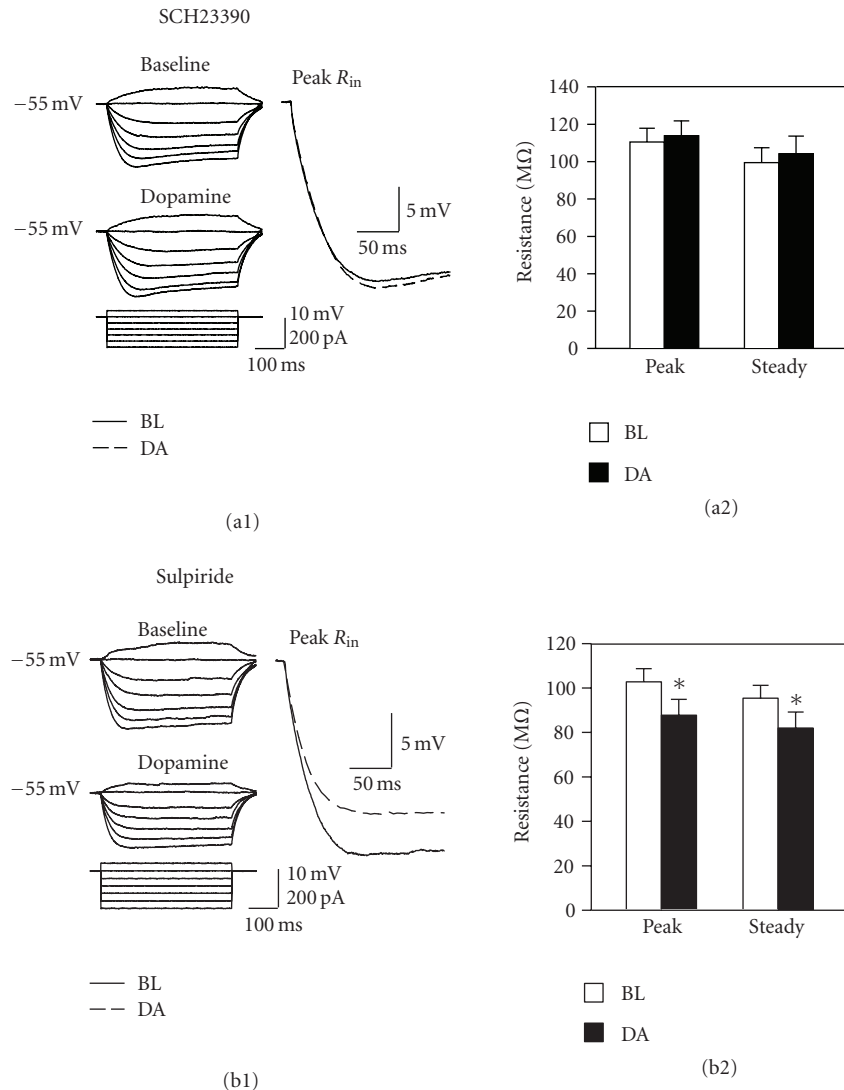 SCH23390
Baseline
Peak Rin
−55 mV
Dopamine
−55 mV
5 mV
50 ms
10 mV
200 pA
100 ms
BL
DA
(a1)
140
120
100
80
60
40
20
0
Resistance (MΩ)
Peak Steady
BL
DA
(a2)
Sulpiride
Baseline
Peak Rin
−55 mV
Dopamine
−55 mV
5 mV
50 ms
10 mV
200 pA
100 ms
BL
DA
(b1)
120
100
80
60
40
20
0
Resistance (MΩ)
* *
Peak Steady
BL
DA
(b2)